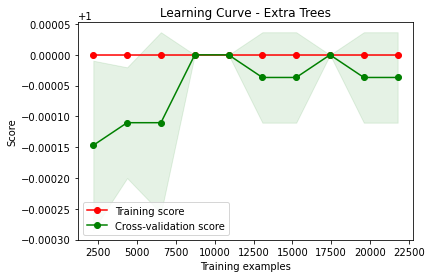 Learning Curve - Extra Trees
+1
0.00005
0.00000
−0.00005
−0.00010
−0.00015
−0.00020
−0.00025
−0.00030
Score
Training score
Cross-validation score
2500 5000 7500 10000 12500 15000 17500 20000 22500
Training examples